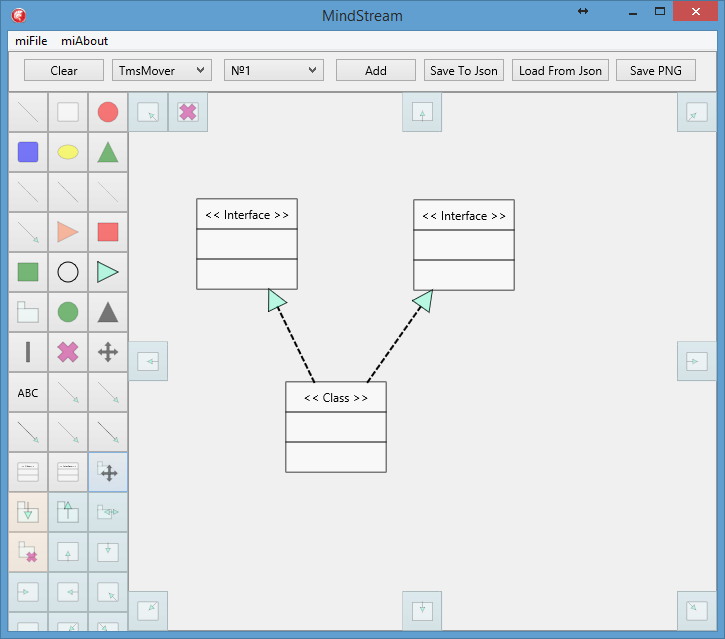 MindStream
miFile miAbout
Clear TmsMover №1 Add Save To Json Load From Json Save PNG
<< Interface >> << Interface >>
<< Class >>
ABC